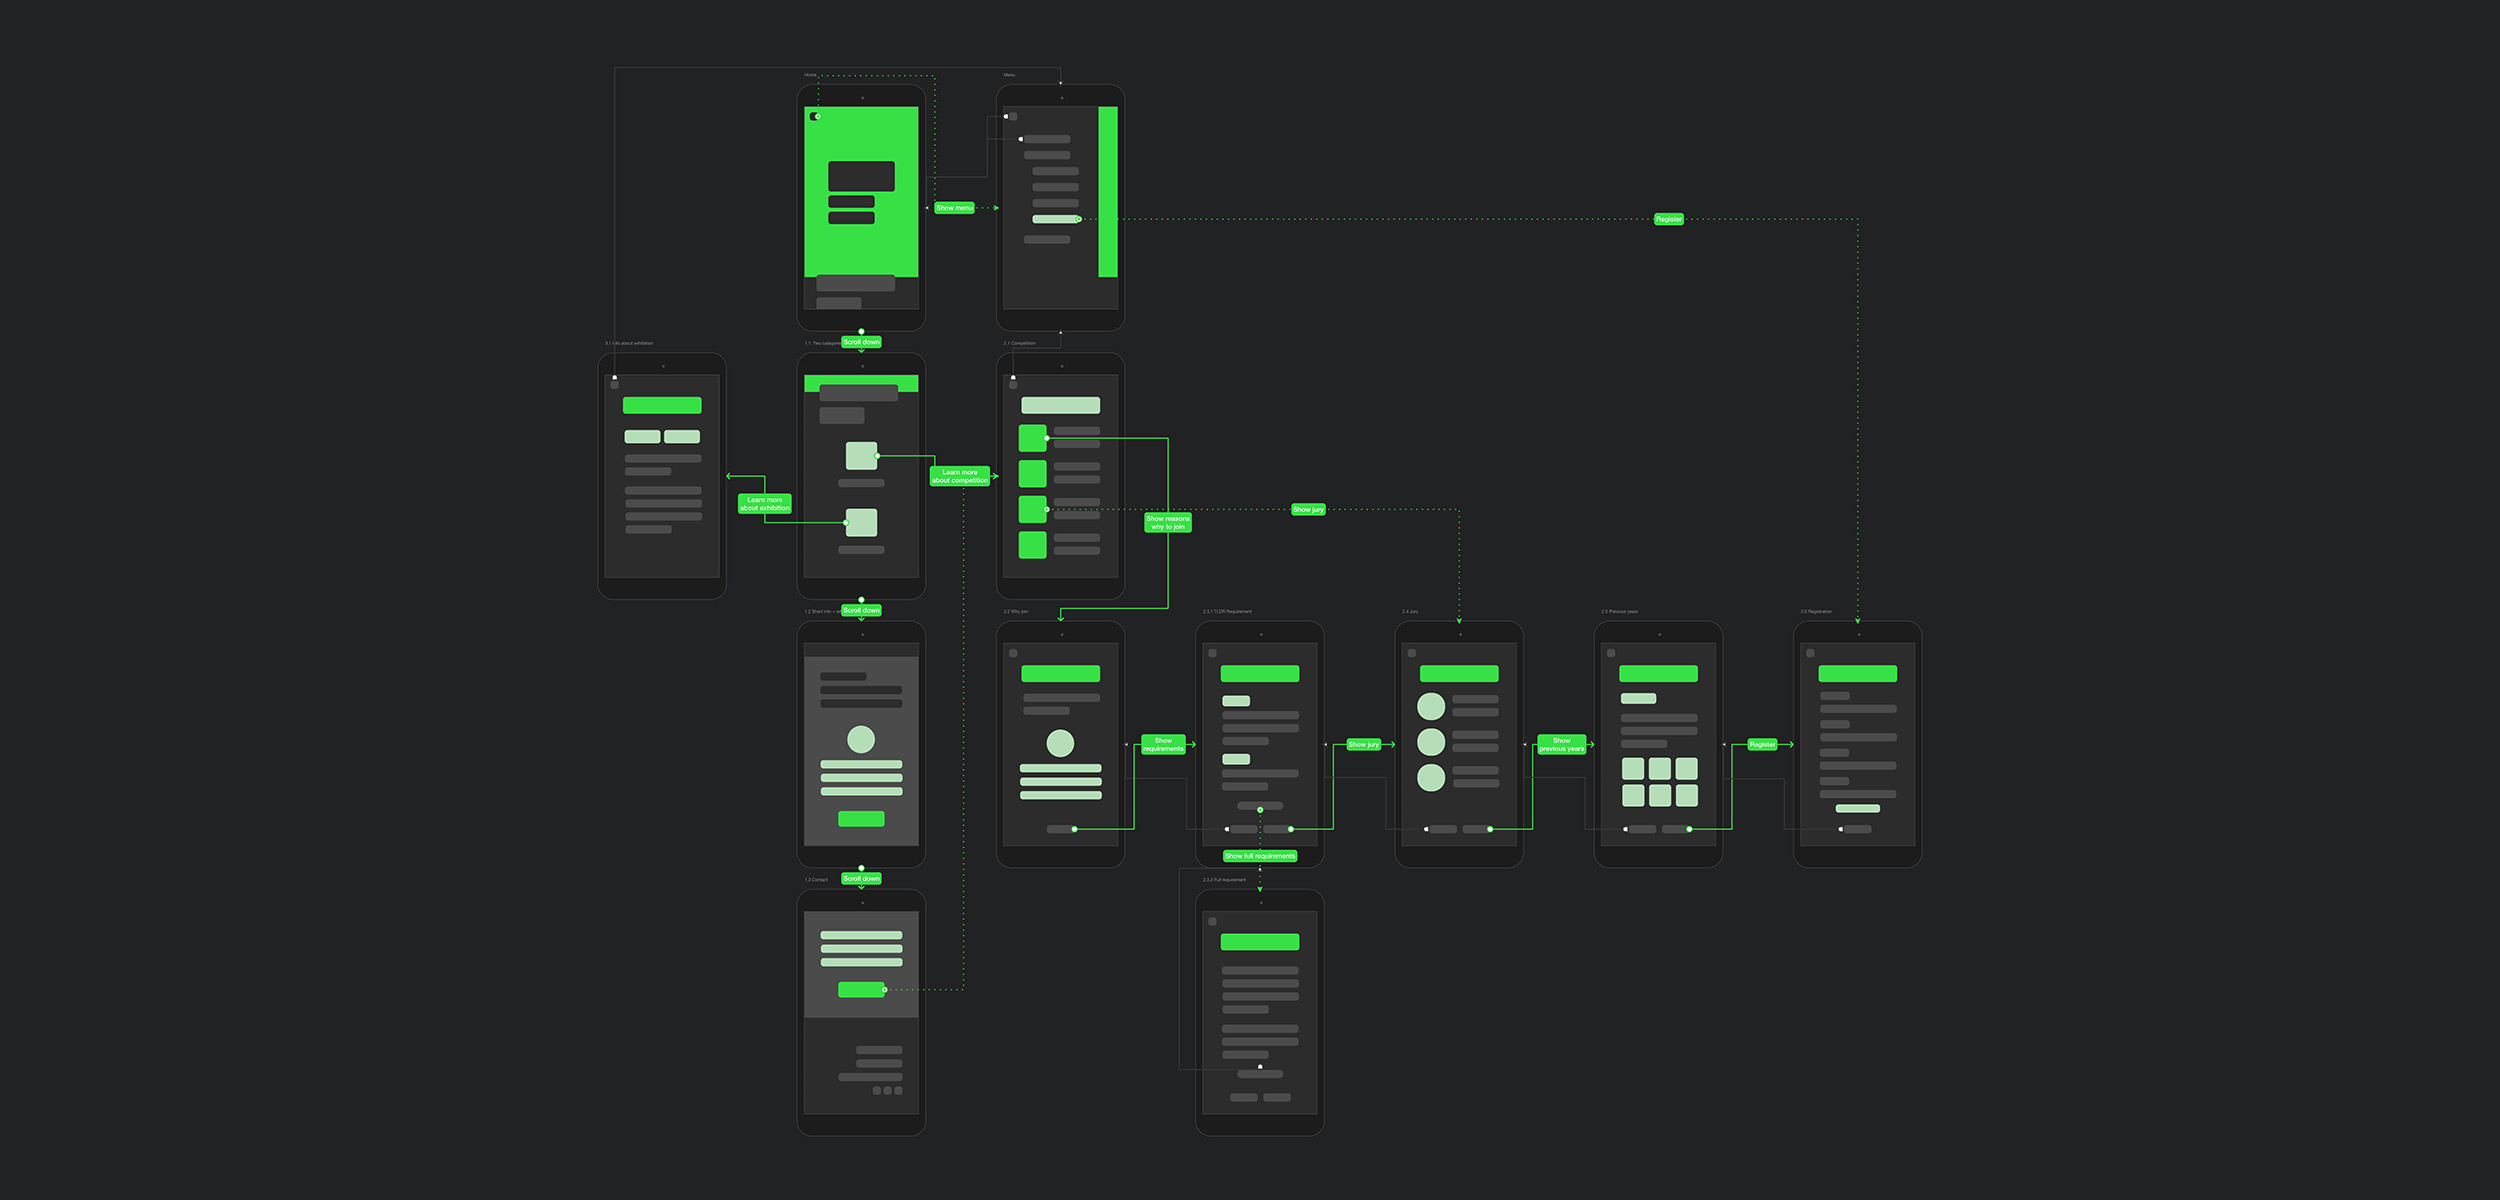 Home
Menu
Show menu
Register
Scroll down
3.1 Info about exhibition
1.1. Two categories
2.1 Competition
Learn more
about competition
Learn more
about exhibition
Show jury
Show reasons
why to join
Scroll down
1.2 Short info +
2.2 Why join
2.3.1 TLDR Requirement
2.4 Jury
2.5 Previous years
2.6 Registration
Show
requirements
Show jury
Show
previous years
Register
Show full requirements
Scroll down
1.3 Contact
2.3.2 Full requirement